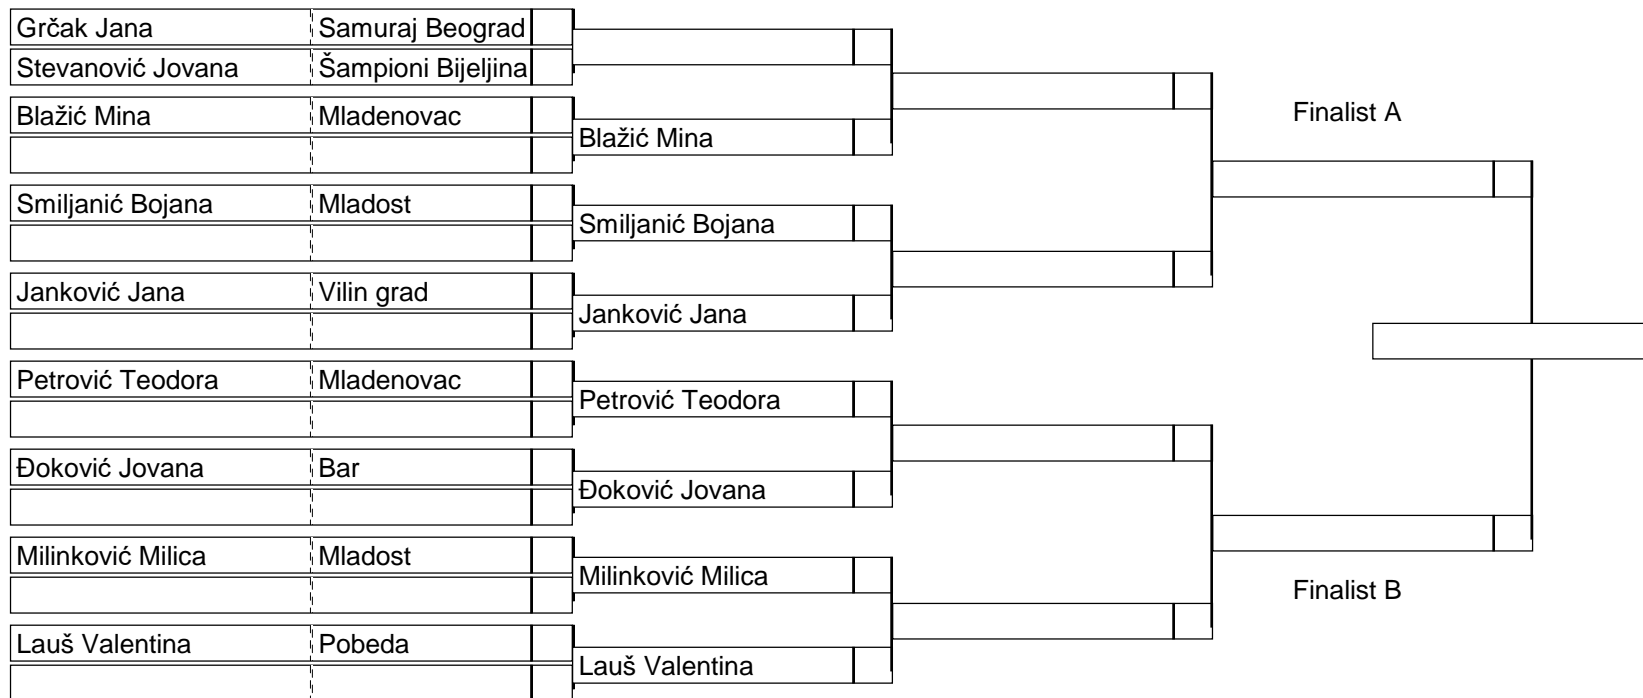 Grčak Jana Samuraj Beograd
Stevanović Jovana Šampioni Bijeljina
Blažić Mina Mladenovac
Blažić Mina
Smiljanić Bojana Mladost
Smiljanić Bojana
Janković Jana Vilin grad
Janković Jana
Petrović Teodora Mladenovac
Petrović Teodora
Đoković Jovana Bar
Đoković Jovana
Milinković Milica Mladost
Milinković Milica
Lauš Valentina Pobeda
Lauš Valentina
Finalist A
Finalist B